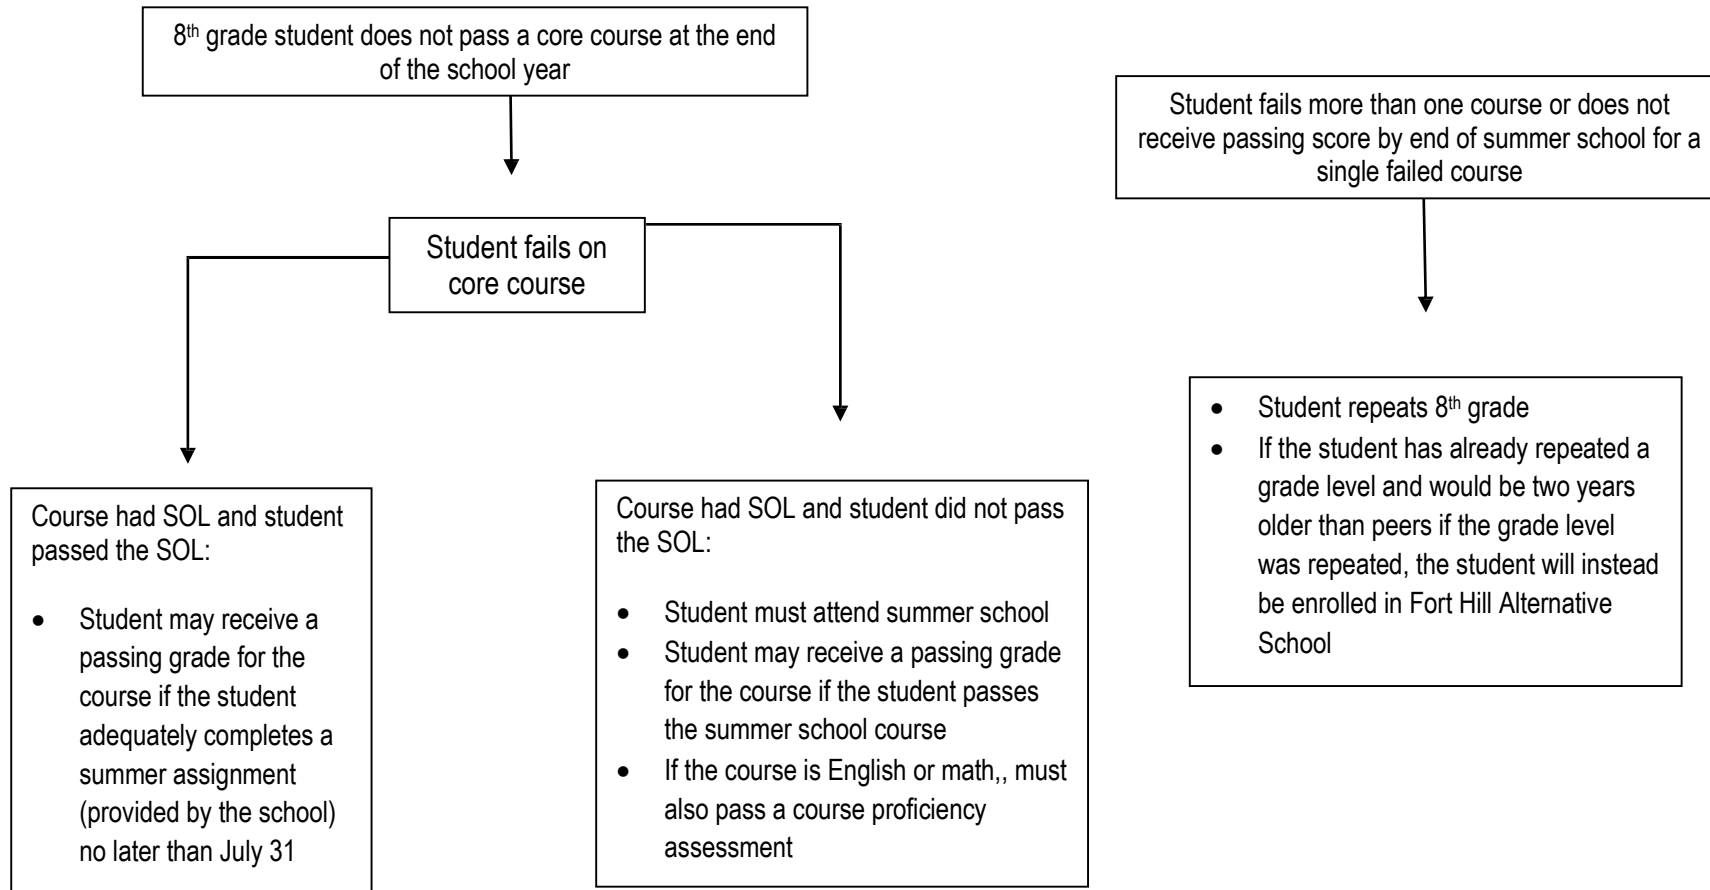 8th grade student does not pass a core course at the end
of the school year
Student fails more than one course or does not
receive passing score by end of summer school for a
single failed course
Student fails on
core course
Course had SOL and student
passed the SOL:
• Student may receive a
passing grade for the
course if the student
adequately completes a
summer assignment
(provided by the school)
no later than July 31
Course had SOL and student did not pass
the SOL:
• Student must attend summer school
• Student may receive a passing grade
for the course if the student passes
the summer school course
• If the course is English or math,, must
also pass a course proficiency
assessment
• Student repeats 8th grade
• If the student has already repeated a
grade level and would be two years
older than peers if the grade level
was repeated, the student will instead
be enrolled in Fort Hill Alternative
School